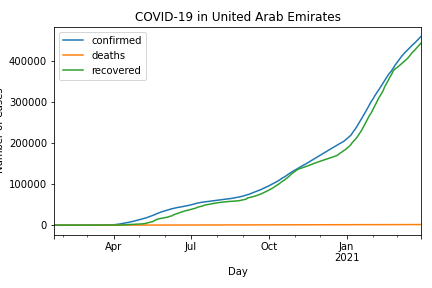 COVID-19 in United Arab Emirates
confirmed
deaths
recovered
400000
300000
200000
100000
0
Apr
Jul
Oct
Jan
2021
Day